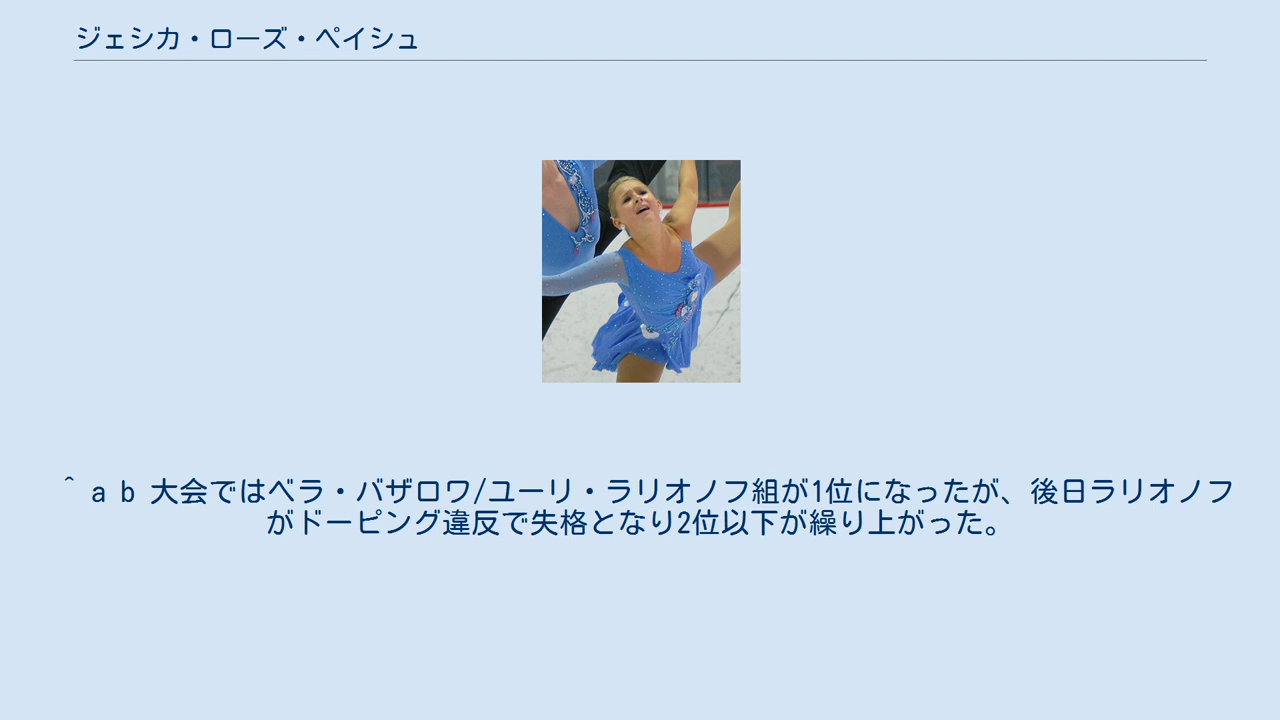 ジェシカ・ローズ・ペイシュ
^ a b 大会ではベラ・バザロワ/ユーリ・ラリオノフ組が1位になったが、後日ラリオノフ
がドーピング違反で失格となり2位以下が繰り上がった。